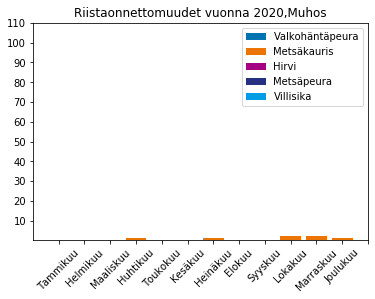 Riistaonnettomuudet vuonna 2020,Muhos
110
100
90
80
70
60
50
40
30
20
10
Valkohäntäpeura
Metsäkauris
Hirvi
Metsäpeura
Villisika
Tammikuu
Helmikuu
Maaliskuu
Huhtikuu
Toukokuu
Kesäkuu
Heinäkuu
Elokuu
Syyskuu
Lokakuu
Marraskuu
Joulukuu